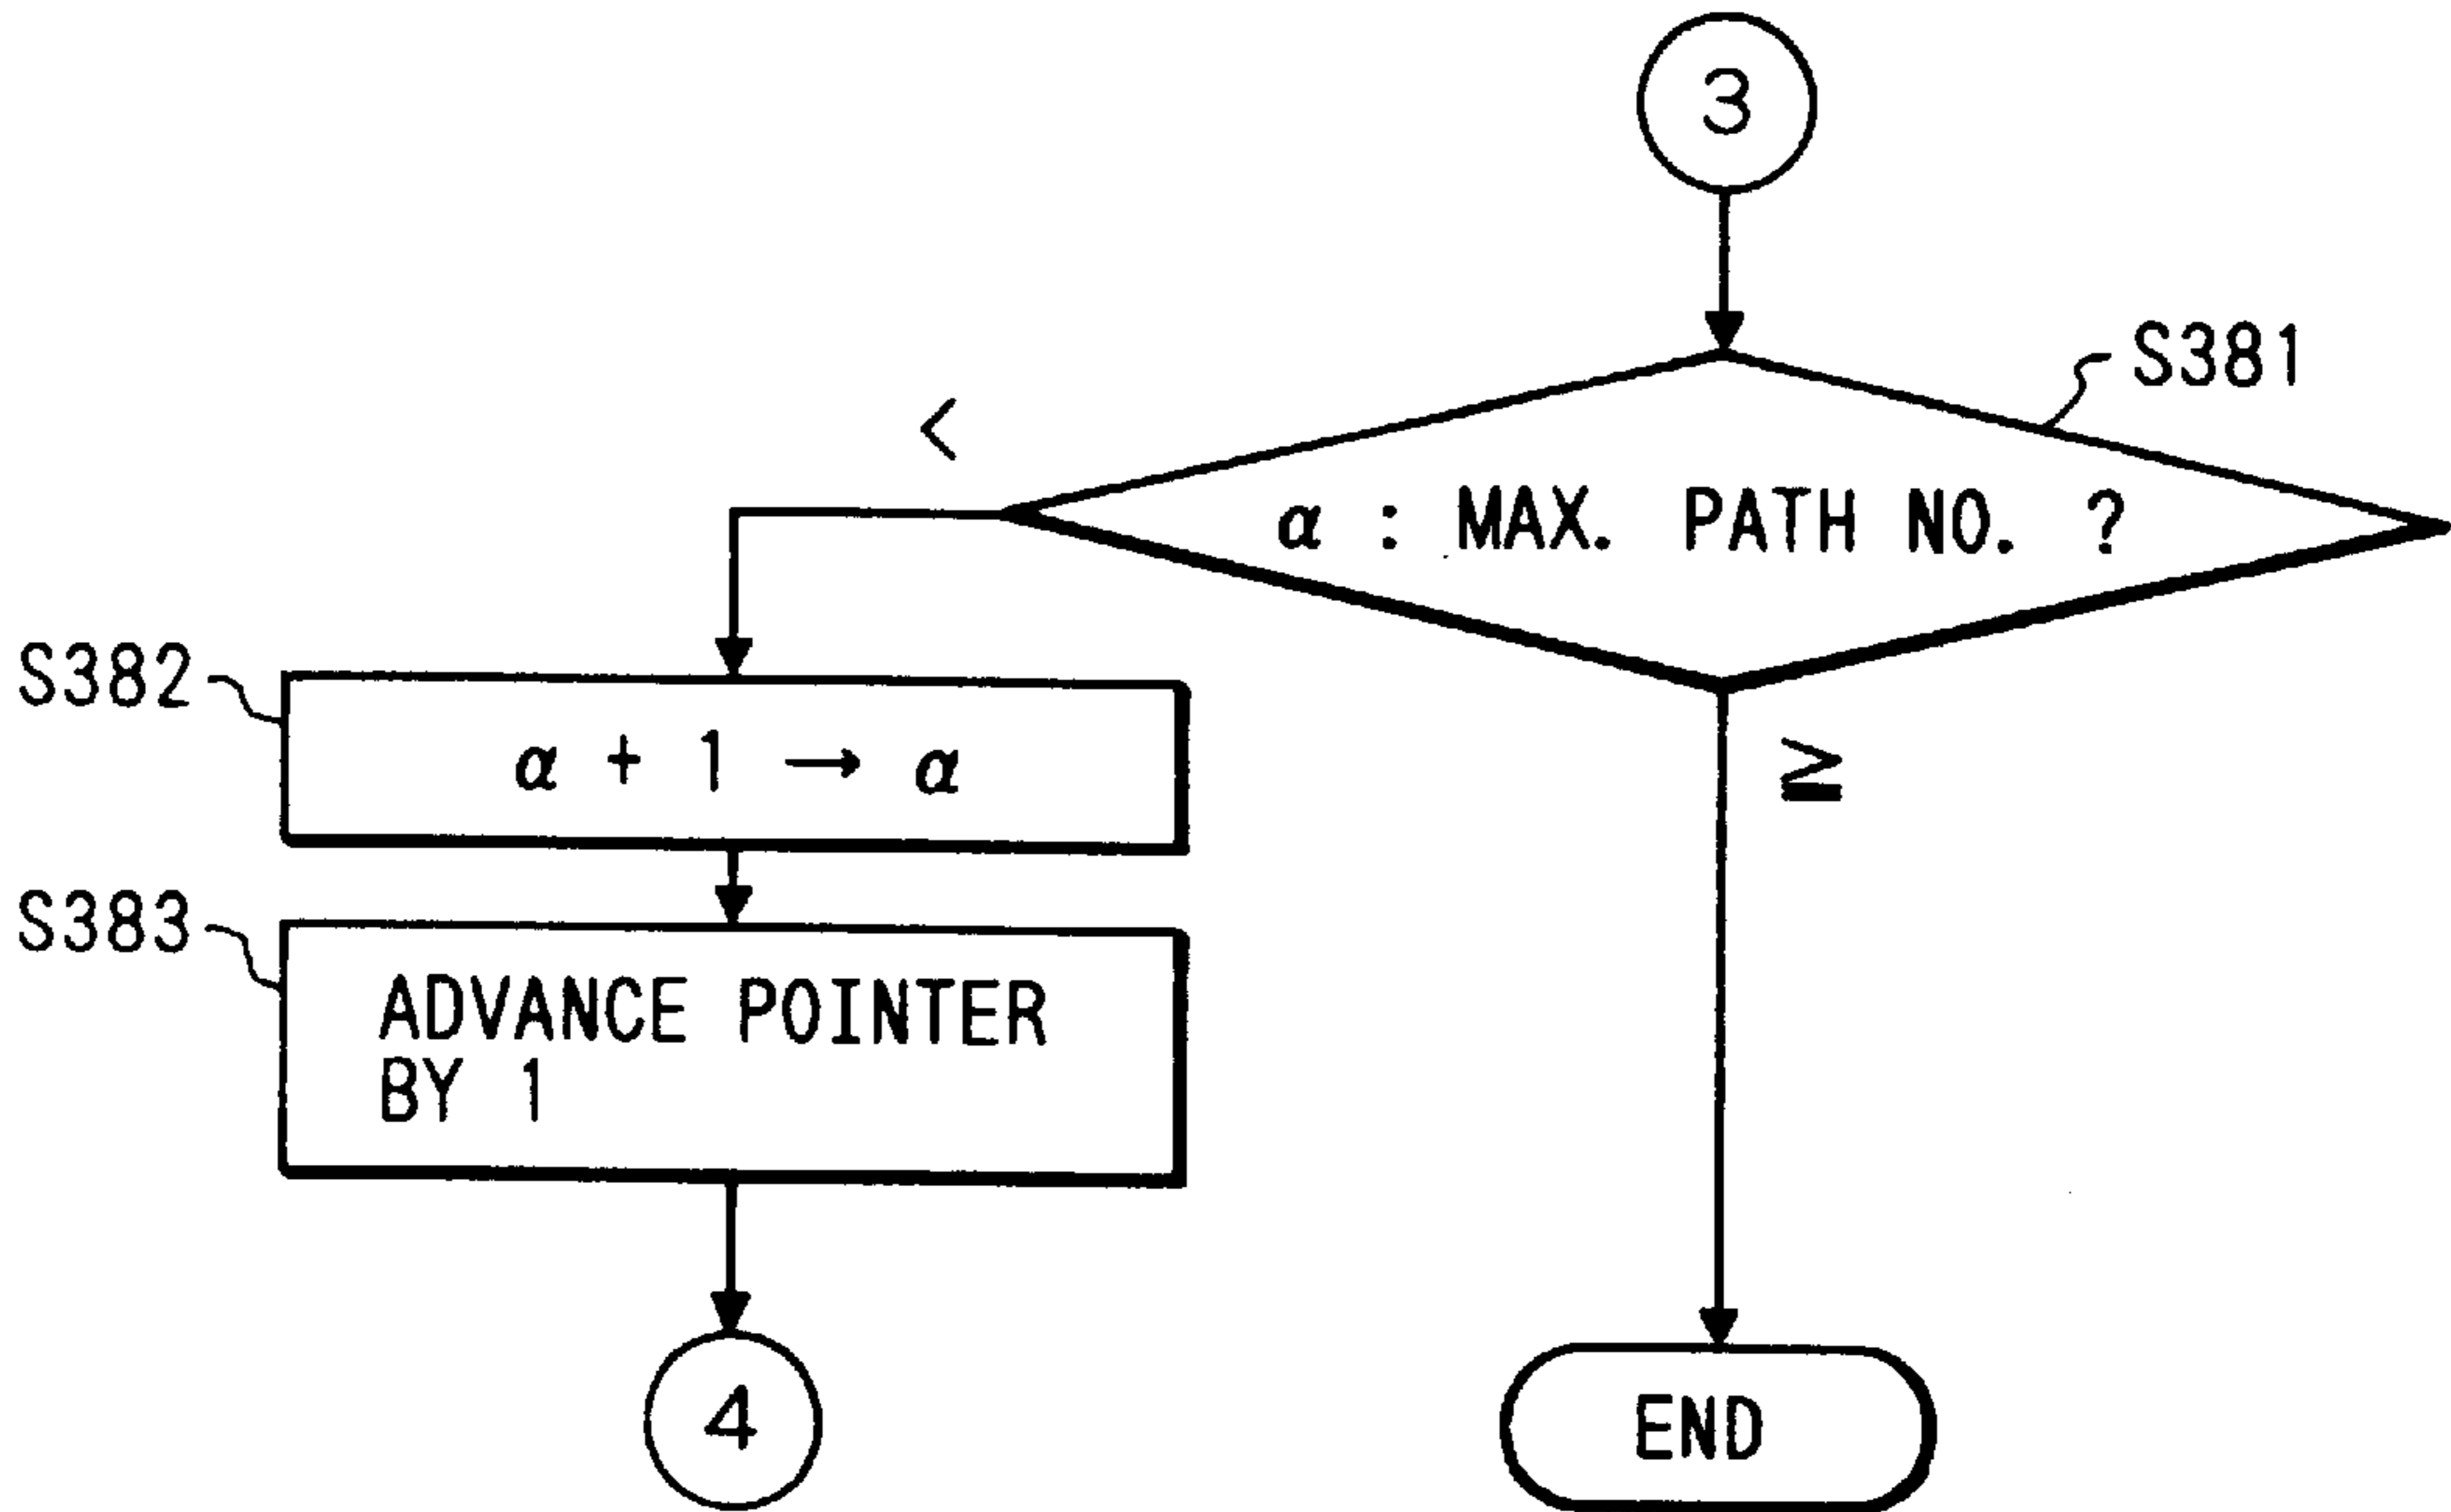 3
S381
<
α : MAX. PATH NO. ?
S382
α + 1 → α
≧
S383
ADVANCE POINTER
BY 1
4
END